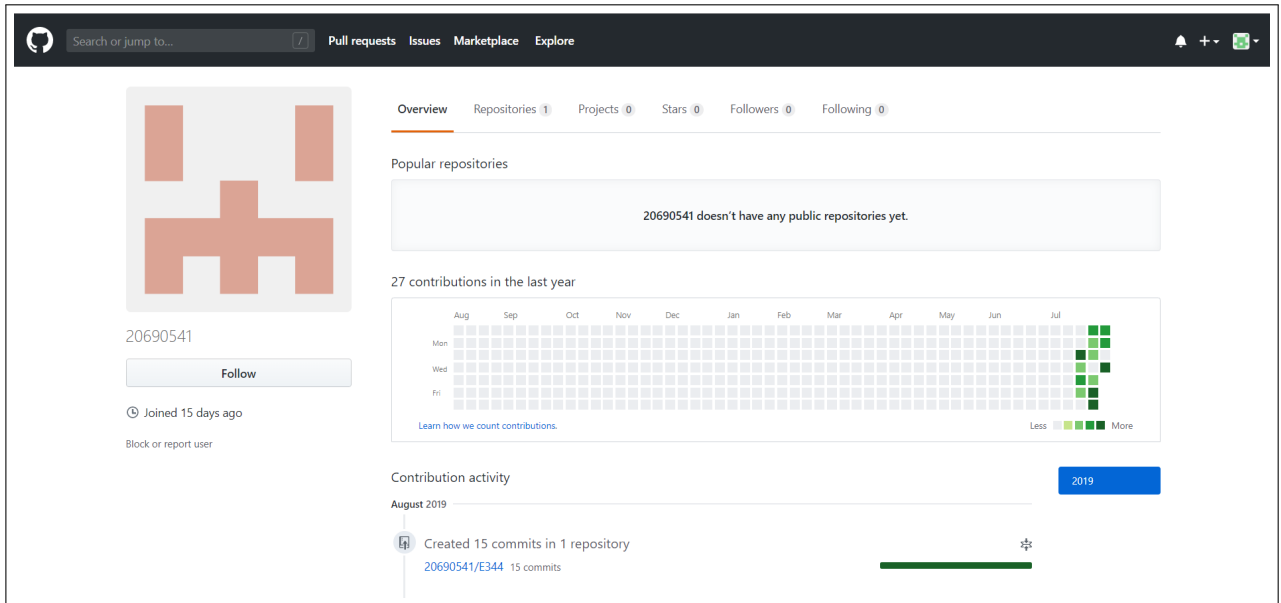 Search or jump to... / Pull requests Issues Marketplace Explore
Overview Repositories 1 Projects 0 Stars 0 Followers 0 Following 0
Popular repositories
20690541 doesn't have any public repositories yet.
27 contributions in the last year
Aug Sep Oct Nov Dec Jan Feb Mar Apr May Jun Jul
Mon
Wed
Fri
Learn how we count contributions. Less More
20690541
Follow
Joined 15 days ago
Block or report user
Contribution activity
2019
August 2019
Created 15 commits in 1 repository
20690541/E344 15 commits